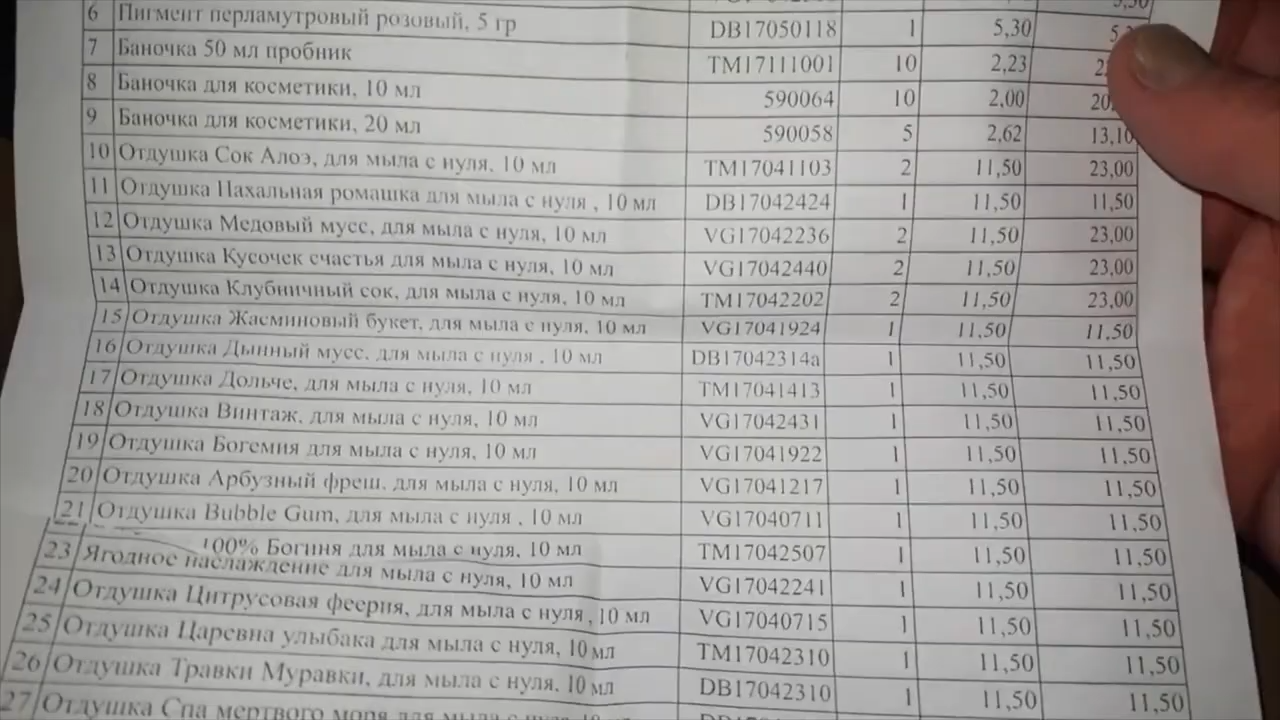 6 Пигмент перламутровый розовый, 5 гр DB17050118 1 5,30
7 Баночка 50 мл пробник TM17111001 10 2,23
8 Баночка для косметики, 10 мл 590064 10 2,00
9 Баночка для косметики, 20 мл 590058 5 2,62 13,10
10 Отдушка Сок Алоэ, для мыла с нуля, 10 мл TM17041103 2 11,50 23,00
11 Отдушка Нахальная ромашка для мыла с нуля , 10 мл DB17042424 1 11,50 11,50
12 Отдушка Медовый мусс, для мыла с нуля, 10 мл VG17042236 2 11,50 23,00
13 Отдушка Кусочек счастья для мыла с нуля, 10 мл VG17042440 2 11,50 23,00
14 Отдушка Клубничный сок, для мыла с нуля, 10 мл TM17042202 2 11,50 23,00
15 Отдушка Жасминовый букет, для мыла с нуля, 10 мл VG17041924 1 11,50 11,50
16 Отдушка Дынный мусс, для мыла с нуля , 10 мл DB17042314a 1 11,50 11,50
17 Отдушка Дольче, для мыла с нуля, 10 мл TM17041413 1 11,50 11,50
18 Отдушка Винтаж, для мыла с нуля, 10 мл VG17042431 1 11,50 11,50
19 Отдушка Богемия для мыла с нуля, 10 мл VG17041922 1 11,50 11,50
20 Отдушка Арбузный фреш, для мыла с нуля, 10 мл VG17041217 1 11,50 11,50
21 Отдушка Bubble Gum, для мыла с нуля , 10 мл VG17040711 1 11,50 11,50
100% Богиня для мыла с нуля, 10 мл TM17042507 1 11,50 11,50
23 Ягодное наслаждение для мыла с нуля, 10 мл VG17042241 1 11,50 11,50
24 Отдушка Цитрусовая феерия, для мыла с нуля , 10 мл VG17040715 1 11,50 11,50
25 Отдушка Царевна улыбака для мыла с нуля, 10 мл TM17042310 1 11,50 11,50
26 Отдушка Травки Муравки, для мыла с нуля, 10 мл DB17042310 1 11,50 11,50
27 Отдушка Спа мертвого моря для мыла с нуля, 10 мл